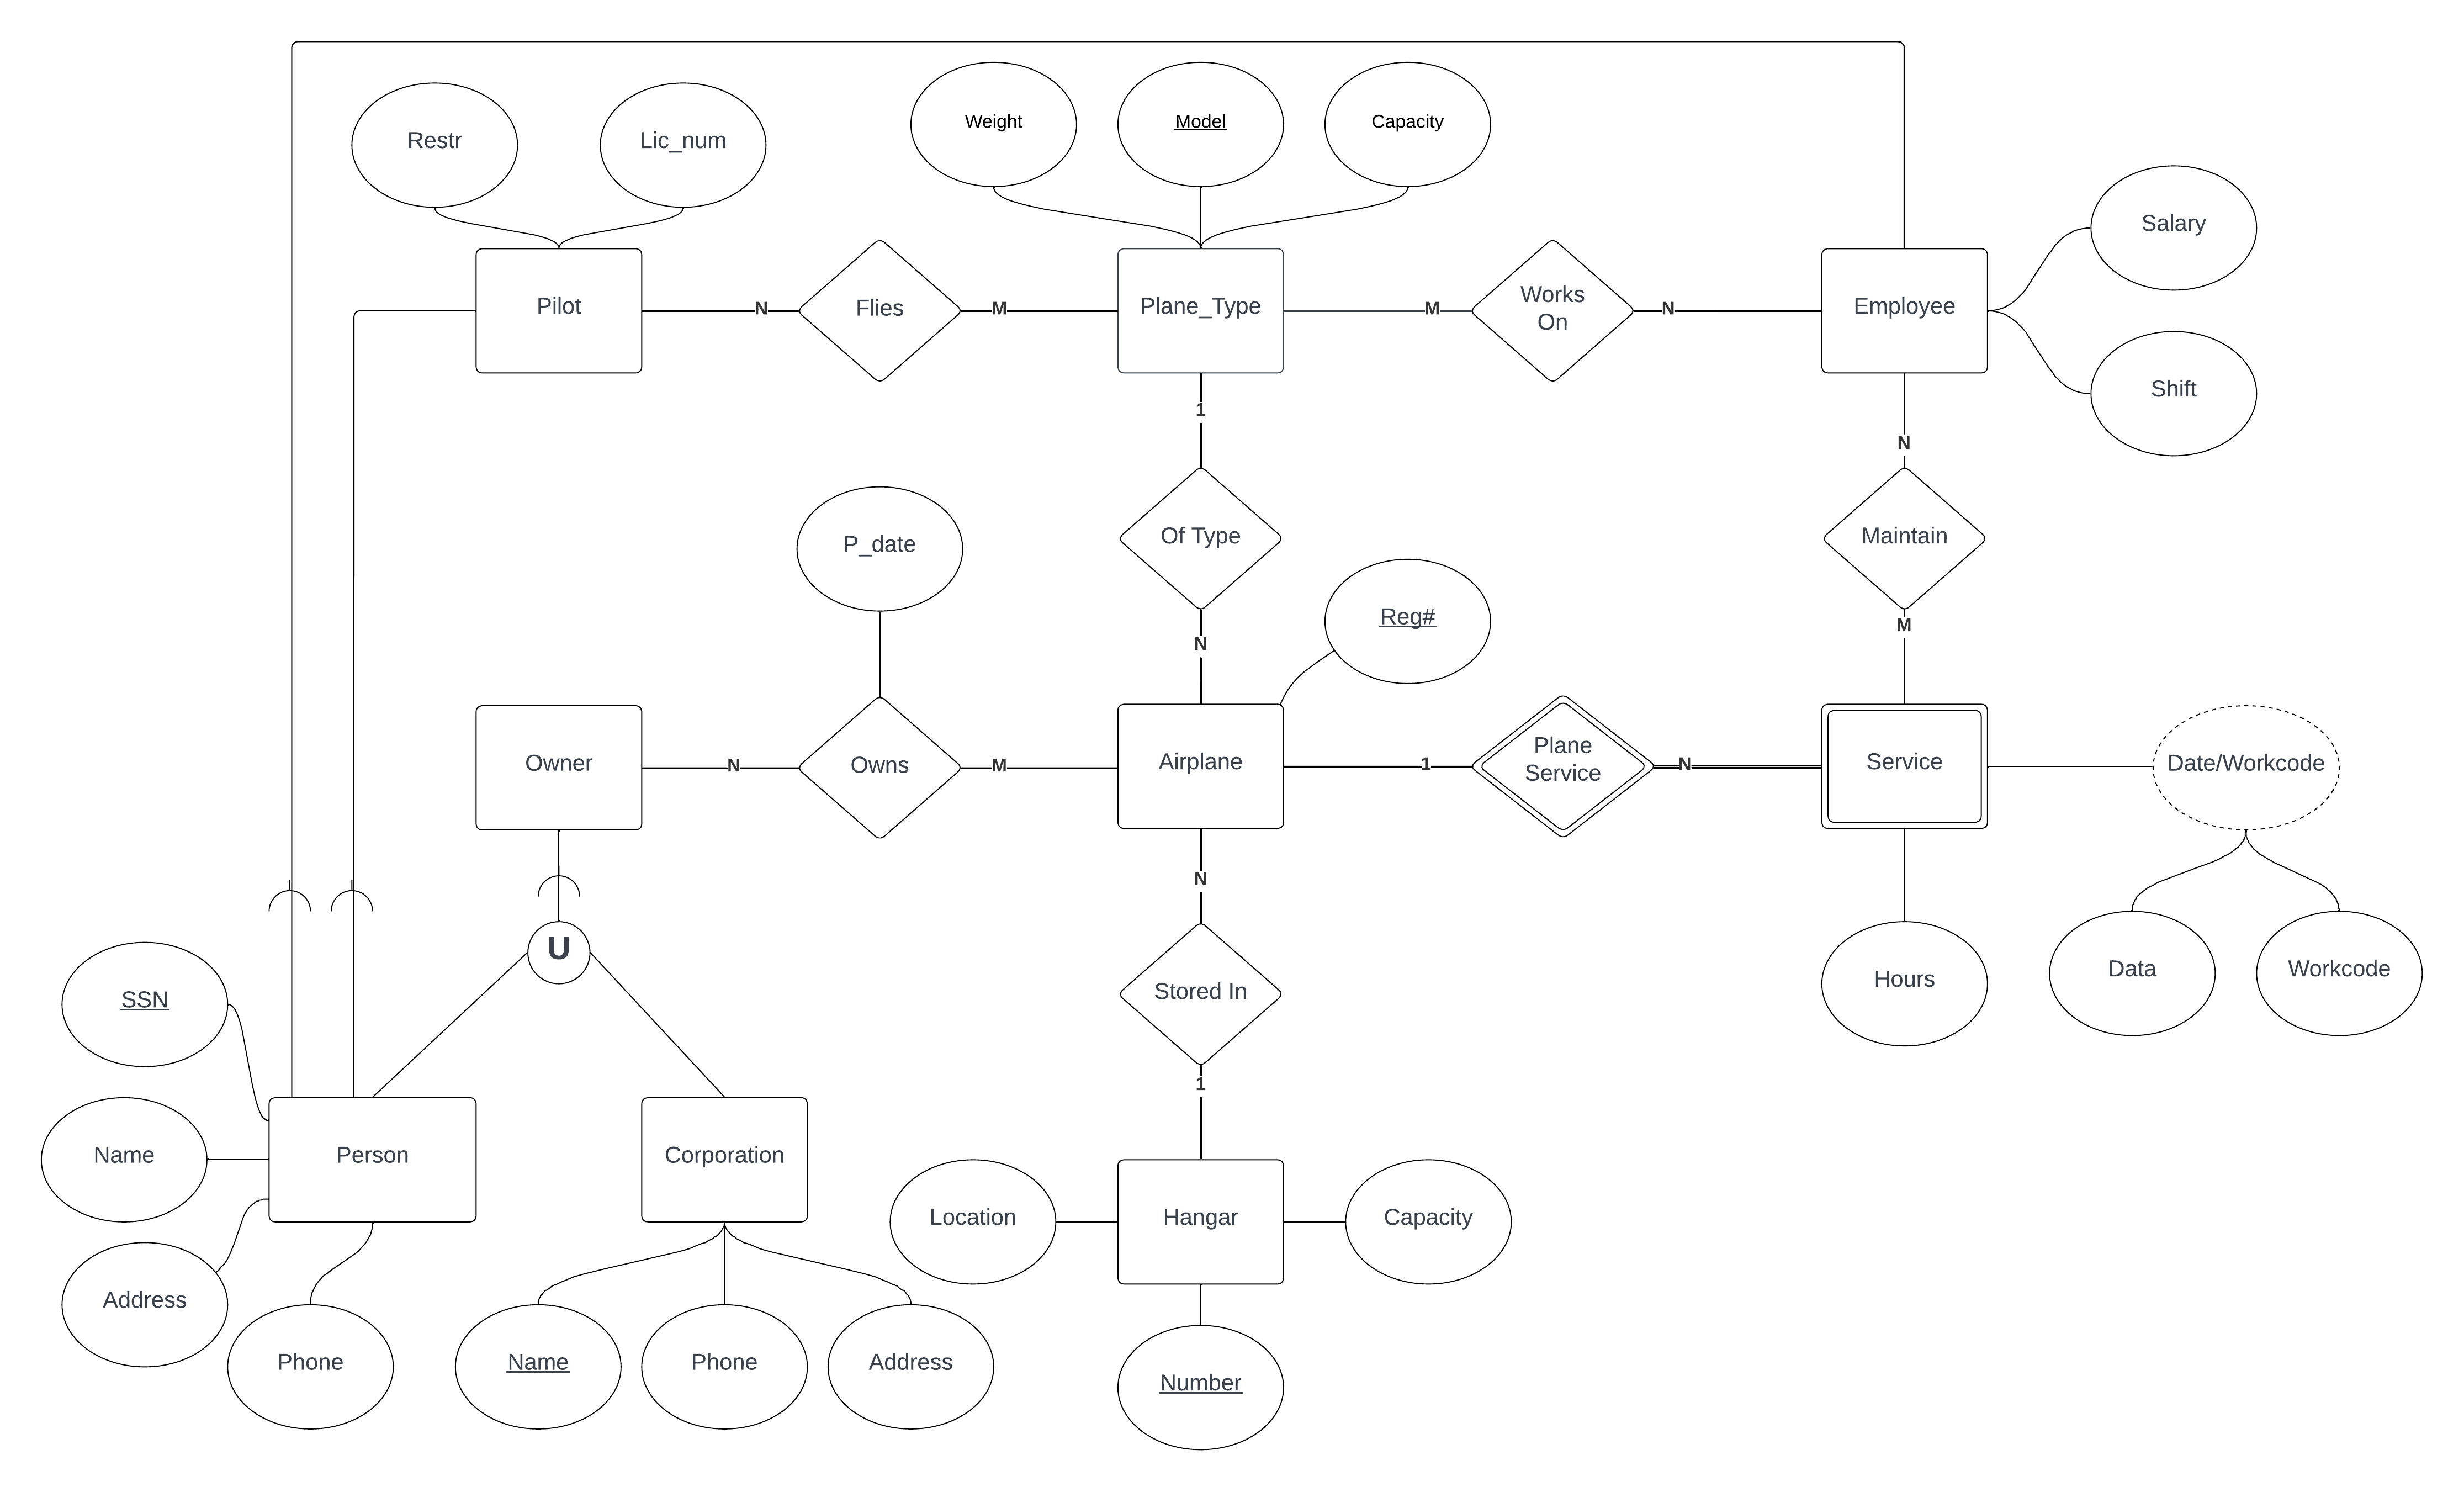 Weight
Model
Capacity
Restr
Lic_num
Salary
Pilot
N
Flies
M
Plane_Type
M
Works
On
N
Employee
Shift
1
N
P_date
Of Type
Maintain
Reg#
M
N
Owner
N
Owns
M
Airplane
1
Plane
Service
N
Service
Date/Workcode
N
U
SSN
Stored In
Hours
Data
Workcode
1
Name
Person
Corporation
Location
Hangar
Capacity
Address
Phone
Name
Phone
Address
Number